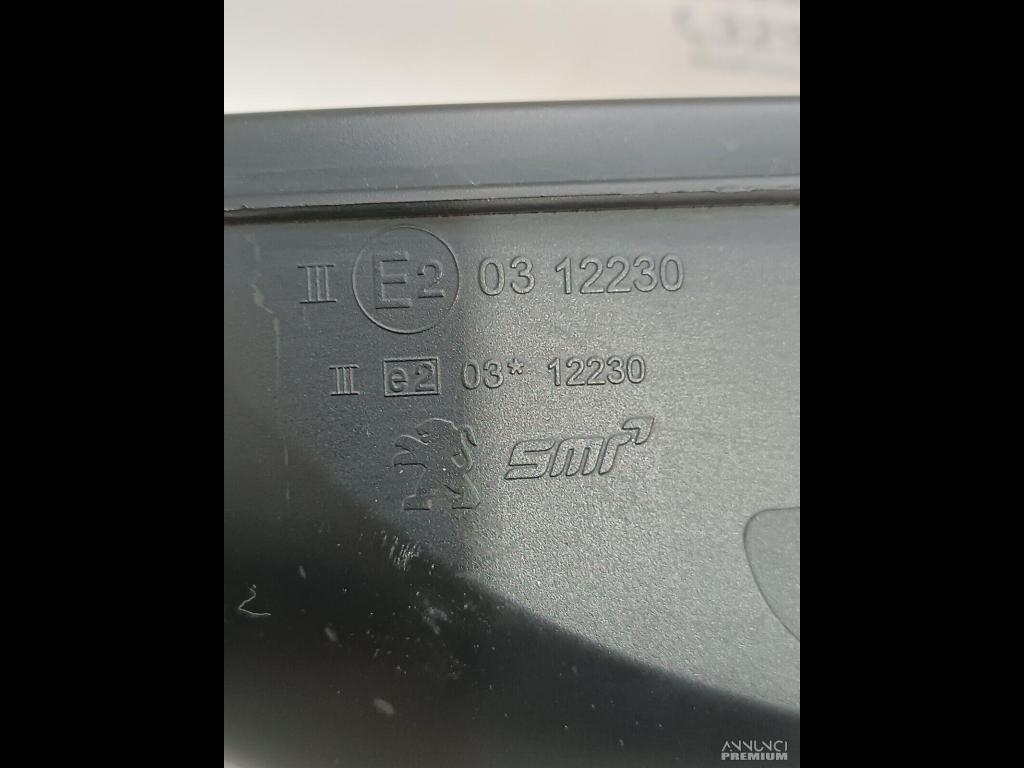 III E2 03 12230
III e2 03* 12230
smr
ANNUNCI
PREMIUM